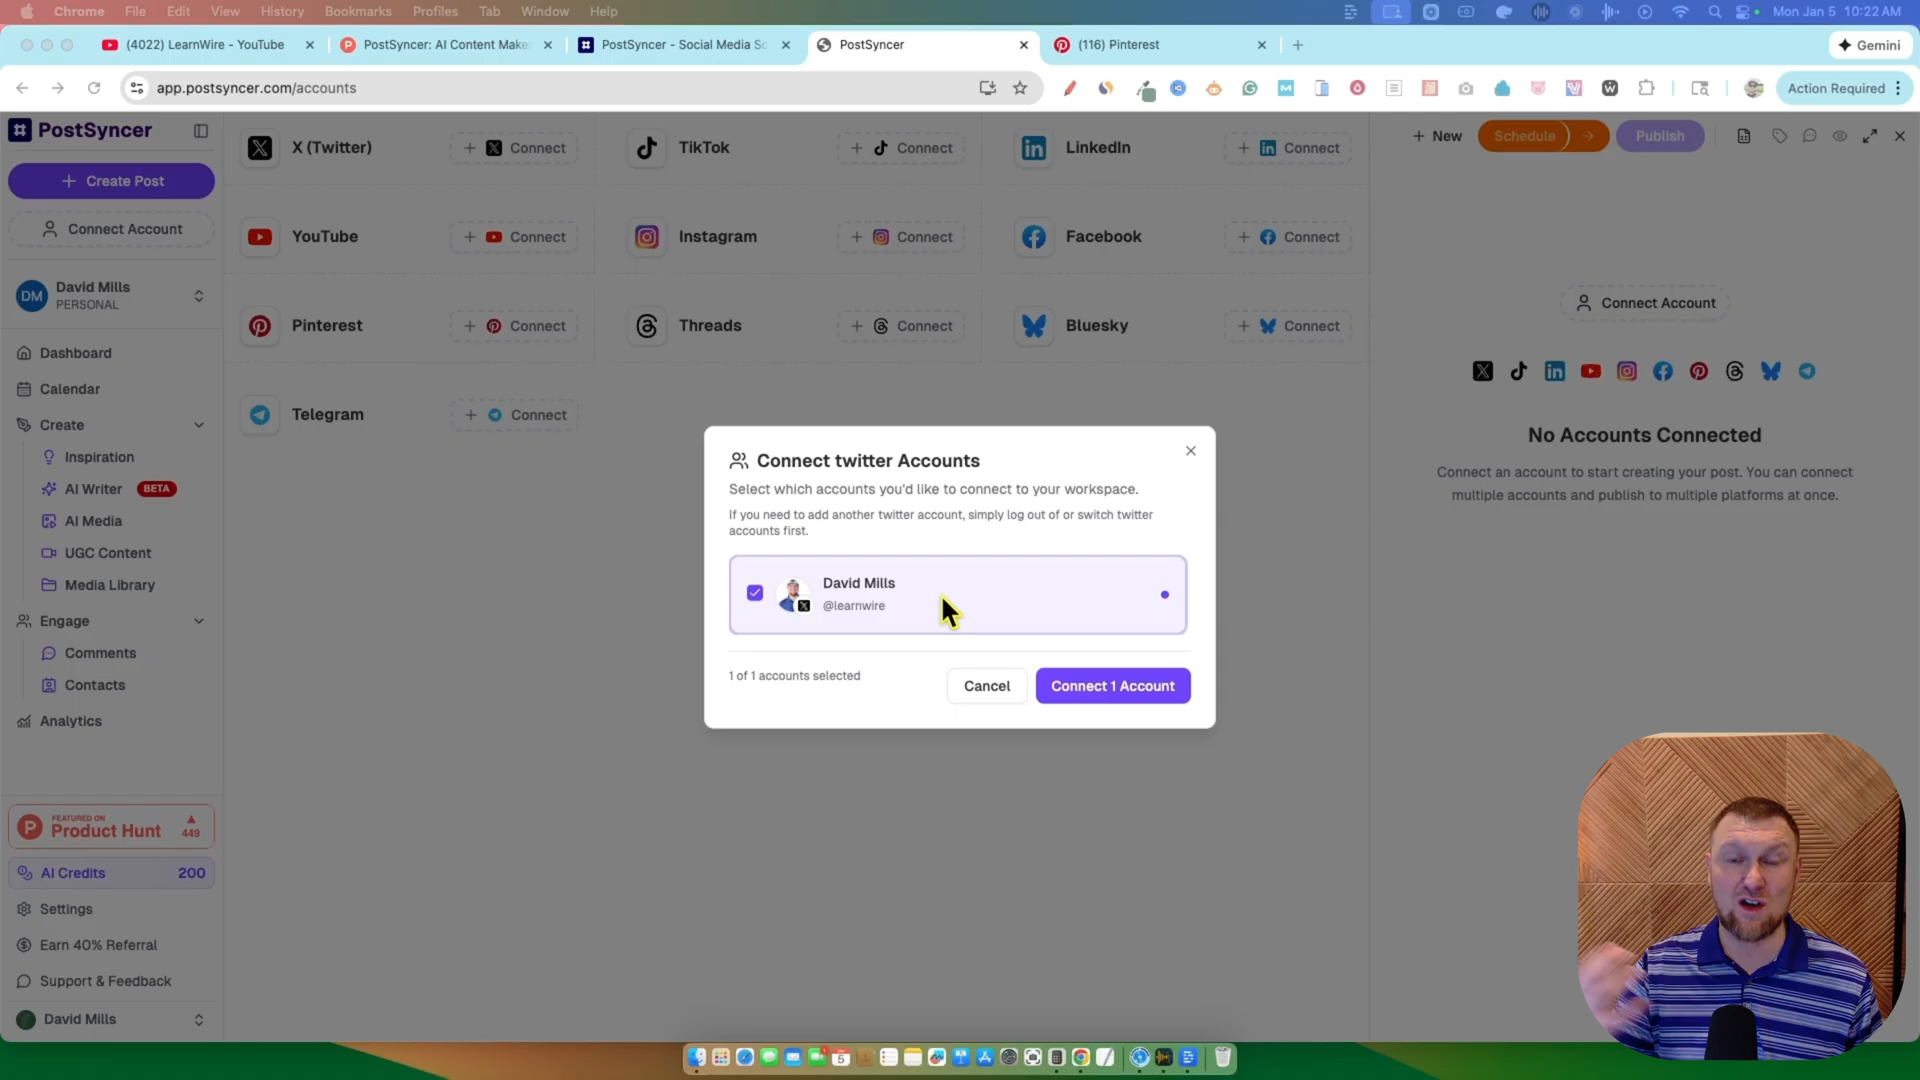 Chrome File Edit View History Bookmarks Profiles Tab Window Help
Mon Jan 5 10:22 AM
(4022) LearnWire - YouTube
PostSyncer: AI Content Make
PostSyncer - Social Media Sc
PostSyncer
(116) Pinterest
Gemini
app.postsyncer.com/accounts
Action Required
PostSyncer
Create Post
Connect Account
DM
David Mills
PERSONAL
Dashboard
Calendar
Create
Inspiration
AI Writer BETA
AI Media
UGC Content
Media Library
Engage
Comments
Contacts
Analytics
FEATURED ON
Product Hunt
449
AI Credits 200
Settings
Earn 40% Referral
Support & Feedback
David Mills
X (Twitter) Connect
TikTok Connect
LinkedIn Connect
YouTube Connect
Instagram Connect
Facebook Connect
Pinterest Connect
Threads Connect
Bluesky Connect
Telegram Connect
Connect twitter Accounts
Select which accounts you'd like to connect to your workspace.
If you need to add another twitter account, simply log out of or switch twitter
accounts first.
David Mills
@learnwire
1 of 1 accounts selected
Cancel
Connect 1 Account
New
Schedule
Publish
Connect Account
No Accounts Connected
Connect an account to start creating your post. You can connect
multiple accounts and publish to multiple platforms at once.
5